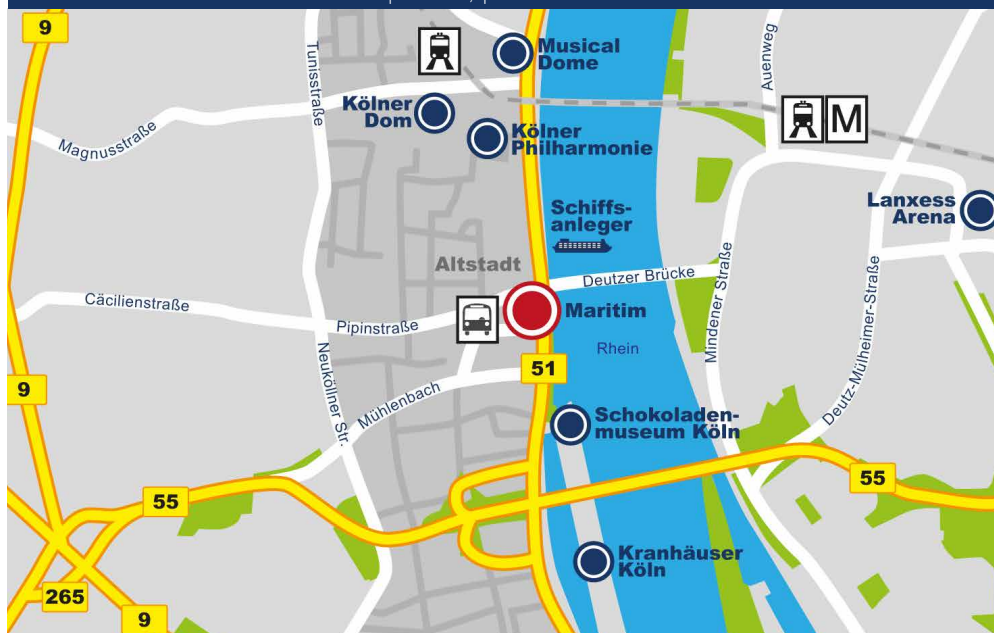 9
Musical
Dome
Tunisstraße
Auenweg
Kölner
Dom
Kölner
Philharmonie
M
Magnusstraße
Lanxess
Arena
Schiffs-
anleger
Altstadt
Deutzer Brücke
Cäcilienstraße
Pipinstraße
Maritim
Mindener Straße
Rhein
Deutz-Mülheimer-Straße
Neuköllner Str.
51
9
Mühlenbach
Schokoladen-
museum Köln
55
55
Kranhäuser
Köln
265
9